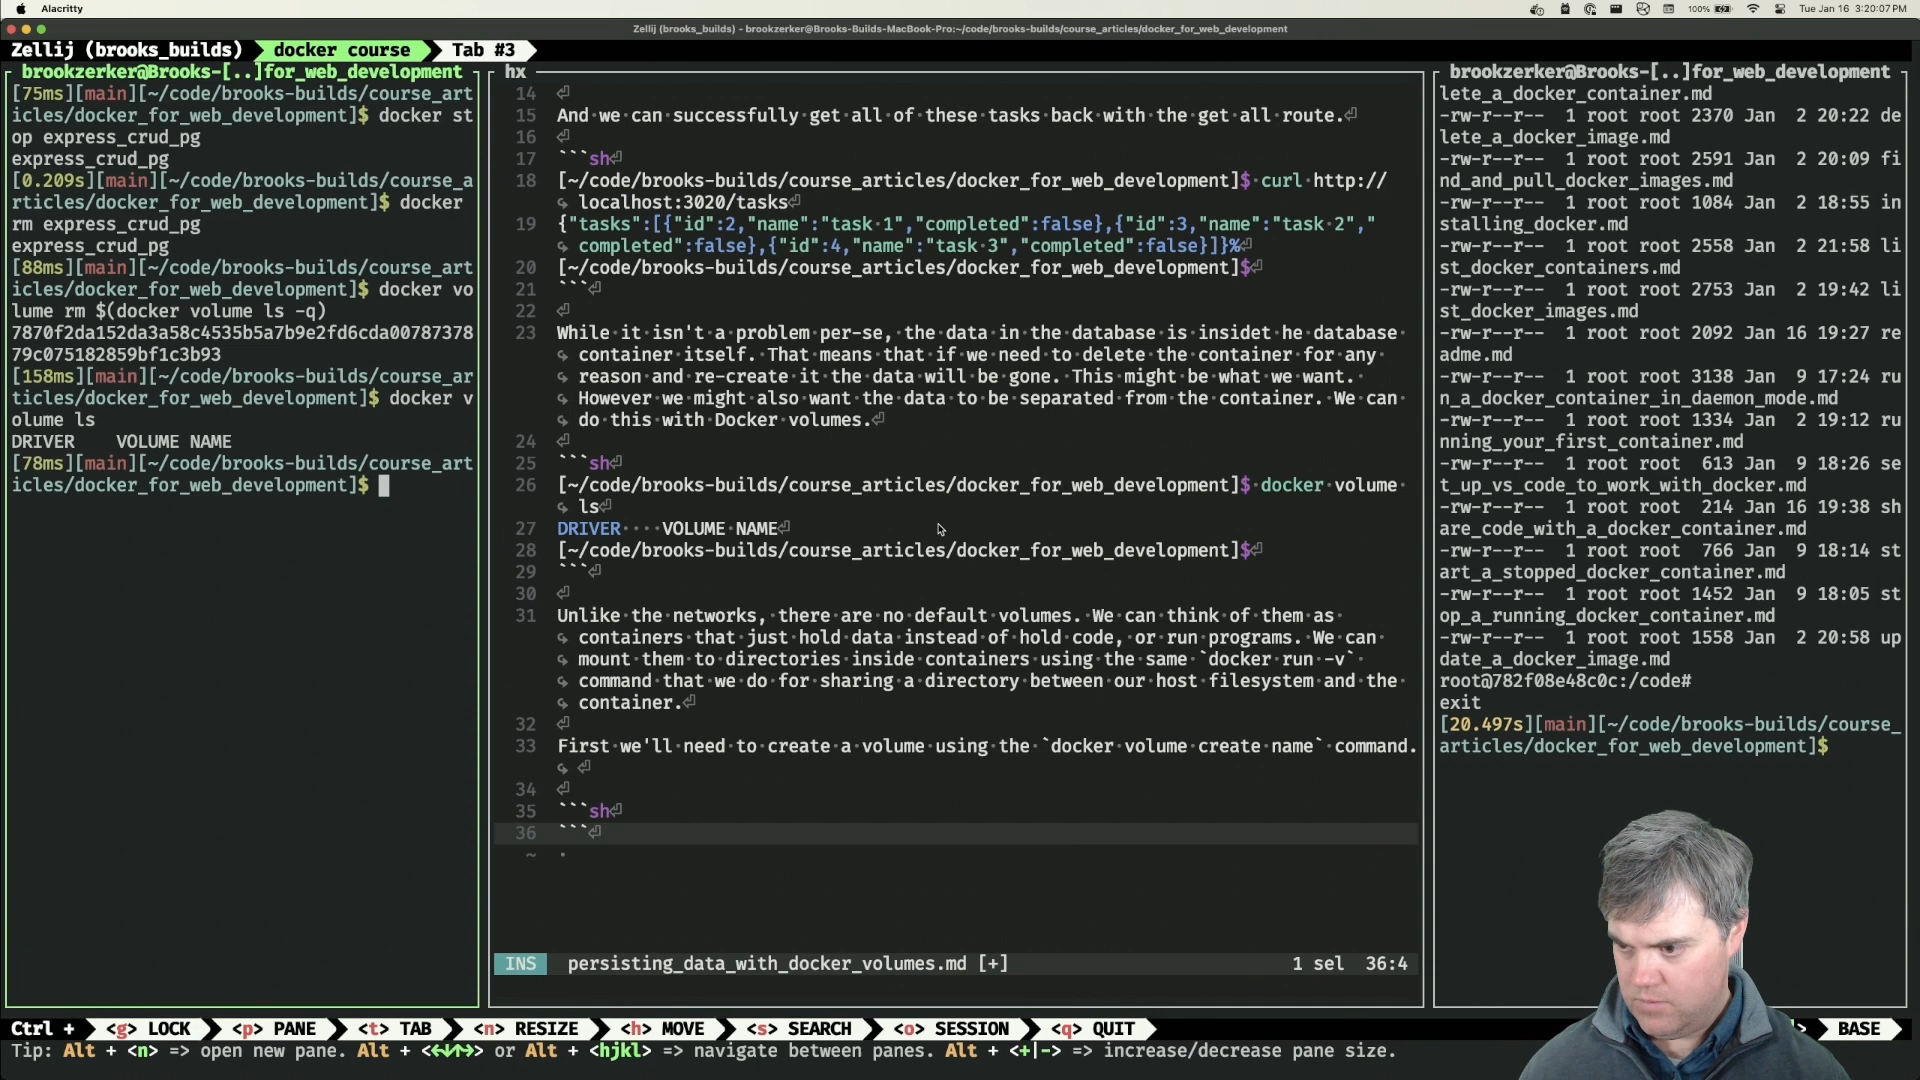 Alacritty
100%
Tue Jan 16 3:20:07 PM
Zellij (brooks_builds) - brookzerker@Brooks-Builds-MacBook-Pro:~/code/brooks-builds/course_articles/docker_for_web_development
Zellij (brooks_builds) docker course Tab #3
brookzerker@Brooks-[..]for_web_development
[75ms][main][~/code/brooks-builds/course_art
icles/docker_for_web_development]$ docker st
op express_crud_pg
express_crud_pg
[0.209s][main][~/code/brooks-builds/course_a
rticles/docker_for_web_development]$ docker
rm express_crud_pg
express_crud_pg
[88ms][main][~/code/brooks-builds/course_art
icles/docker_for_web_development]$ docker vo
lume rm $(docker volume ls -q)
7870f2da152da3a58c4535b5a7b9e2fd6cda00787378
79c075182859bf1c3b93
[158ms][main][~/code/brooks-builds/course_ar
ticles/docker_for_web_development]$ docker v
olume ls
DRIVER    VOLUME NAME
[78ms][main][~/code/brooks-builds/course_art
icles/docker_for_web_development]$
hx
14
15 And we can successfully get all of these tasks back with the get all route.
16
17 ```sh
18 [~/code/brooks-builds/course_articles/docker_for_web_development]$ curl http://
localhost:3020/tasks
19 {"tasks":[{"id":2,"name":"task 1","completed":false},{"id":3,"name":"task 2","
completed":false},{"id":4,"name":"task 3","completed":false}]}%
20 [~/code/brooks-builds/course_articles/docker_for_web_development]$
21 ```
22
23 While it isn't a problem per-se, the data in the database is insidet he database
container itself. That means that if we need to delete the container for any
reason and re-create it the data will be gone. This might be what we want.
However we might also want the data to be separated from the container. We can
do this with Docker volumes.
24
25 ```sh
26 [~/code/brooks-builds/course_articles/docker_for_web_development]$ docker volume
ls
27 DRIVER    VOLUME NAME
28 [~/code/brooks-builds/course_articles/docker_for_web_development]$
29 ```
30
31 Unlike the networks, there are no default volumes. We can think of them as
containers that just hold data instead of hold code, or run programs. We can
mount them to directories inside containers using the same `docker run -v`
command that we do for sharing a directory between our host filesystem and the
container.
32
33 First we'll need to create a volume using the `docker volume create name` command.
34
35 ```sh
36 ```
~
INS persisting_data_with_docker_volumes.md [+] 1 sel 36:4
brookzerker@Brooks-[..]for_web_development
lete_a_docker_container.md
-rw-r--r-- 1 root root 2370 Jan  2 20:22 de
lete_a_docker_image.md
-rw-r--r-- 1 root root 2591 Jan  2 20:09 fi
nd_and_pull_docker_images.md
-rw-r--r-- 1 root root 1084 Jan  2 18:55 in
stalling_docker.md
-rw-r--r-- 1 root root 2558 Jan  2 21:58 li
st_docker_containers.md
-rw-r--r-- 1 root root 2753 Jan  2 19:42 li
st_docker_images.md
-rw-r--r-- 1 root root 2092 Jan 16 19:27 re
adme.md
-rw-r--r-- 1 root root 3138 Jan  9 17:24 ru
n_a_docker_container_in_daemon_mode.md
-rw-r--r-- 1 root root 1334 Jan  2 19:12 ru
nning_your_first_container.md
-rw-r--r-- 1 root root  613 Jan  9 18:26 se
t_up_vs_code_to_work_with_docker.md
-rw-r--r-- 1 root root  214 Jan 16 19:38 sh
are_code_with_a_docker_container.md
-rw-r--r-- 1 root root  766 Jan  9 18:14 st
art_a_stopped_docker_container.md
-rw-r--r-- 1 root root 1452 Jan  9 18:05 st
op_a_running_docker_container.md
-rw-r--r-- 1 root root 1558 Jan  2 20:58 up
date_a_docker_image.md
root@782f08e48c0c:/code#
exit
[20.497s][main][~/code/brooks-builds/course_
articles/docker_for_web_development]$
Ctrl + <g> LOCK <p> PANE <t> TAB <n> RESIZE <h> MOVE <s> SEARCH <o> SESSION <q> QUIT BASE
Tip: Alt + <n> => open new pane. Alt + <←↓↑→> or Alt + <hjkl> => navigate between panes. Alt + <+|-> => increase/decrease pane size.